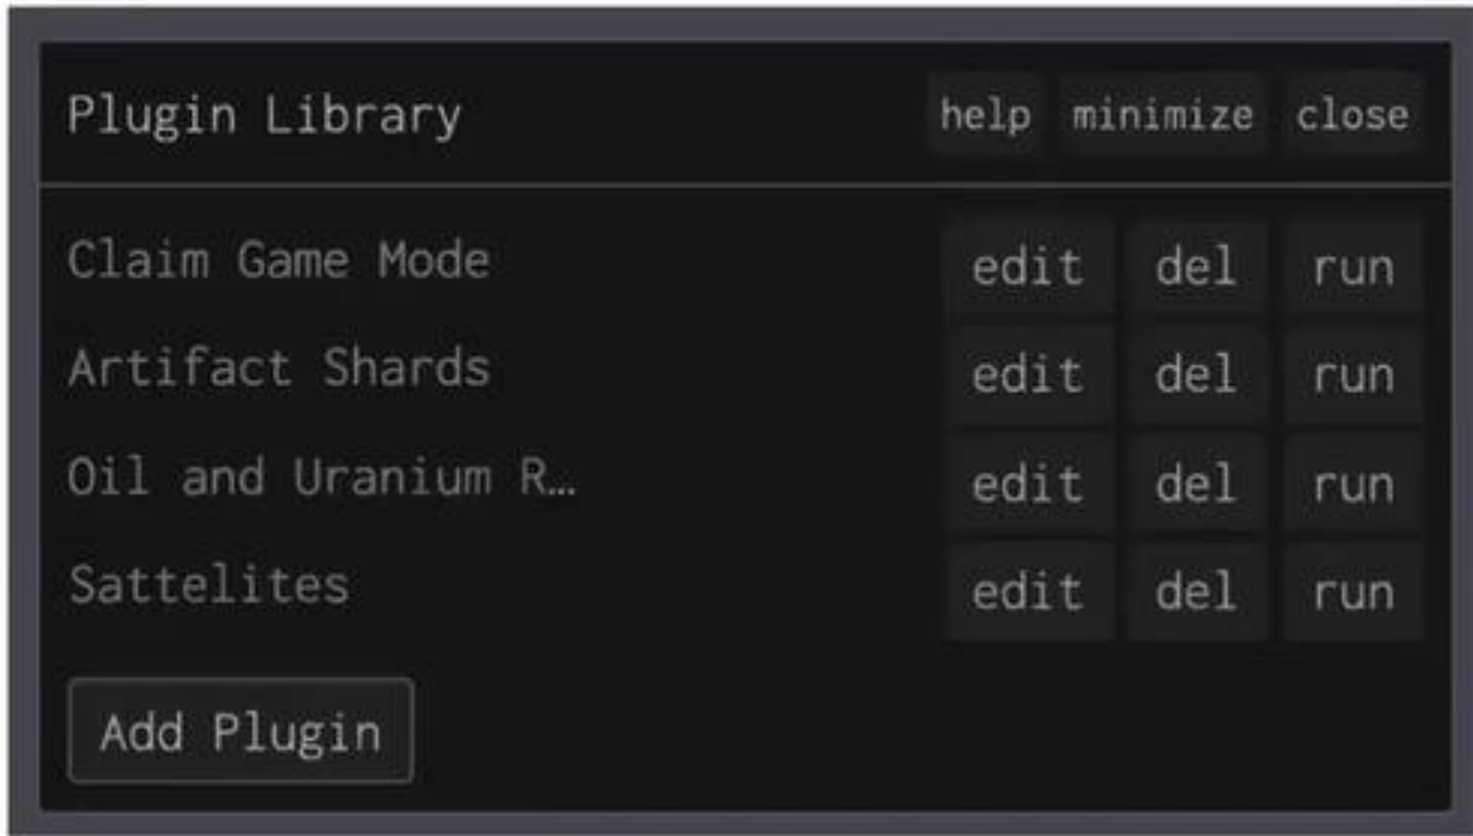 Plugin Library help minimize close
Claim Game Mode edit del run
Artifact Shards edit del run
Oil and Uranium R… edit del run
Sattelites edit del run
Add Plugin